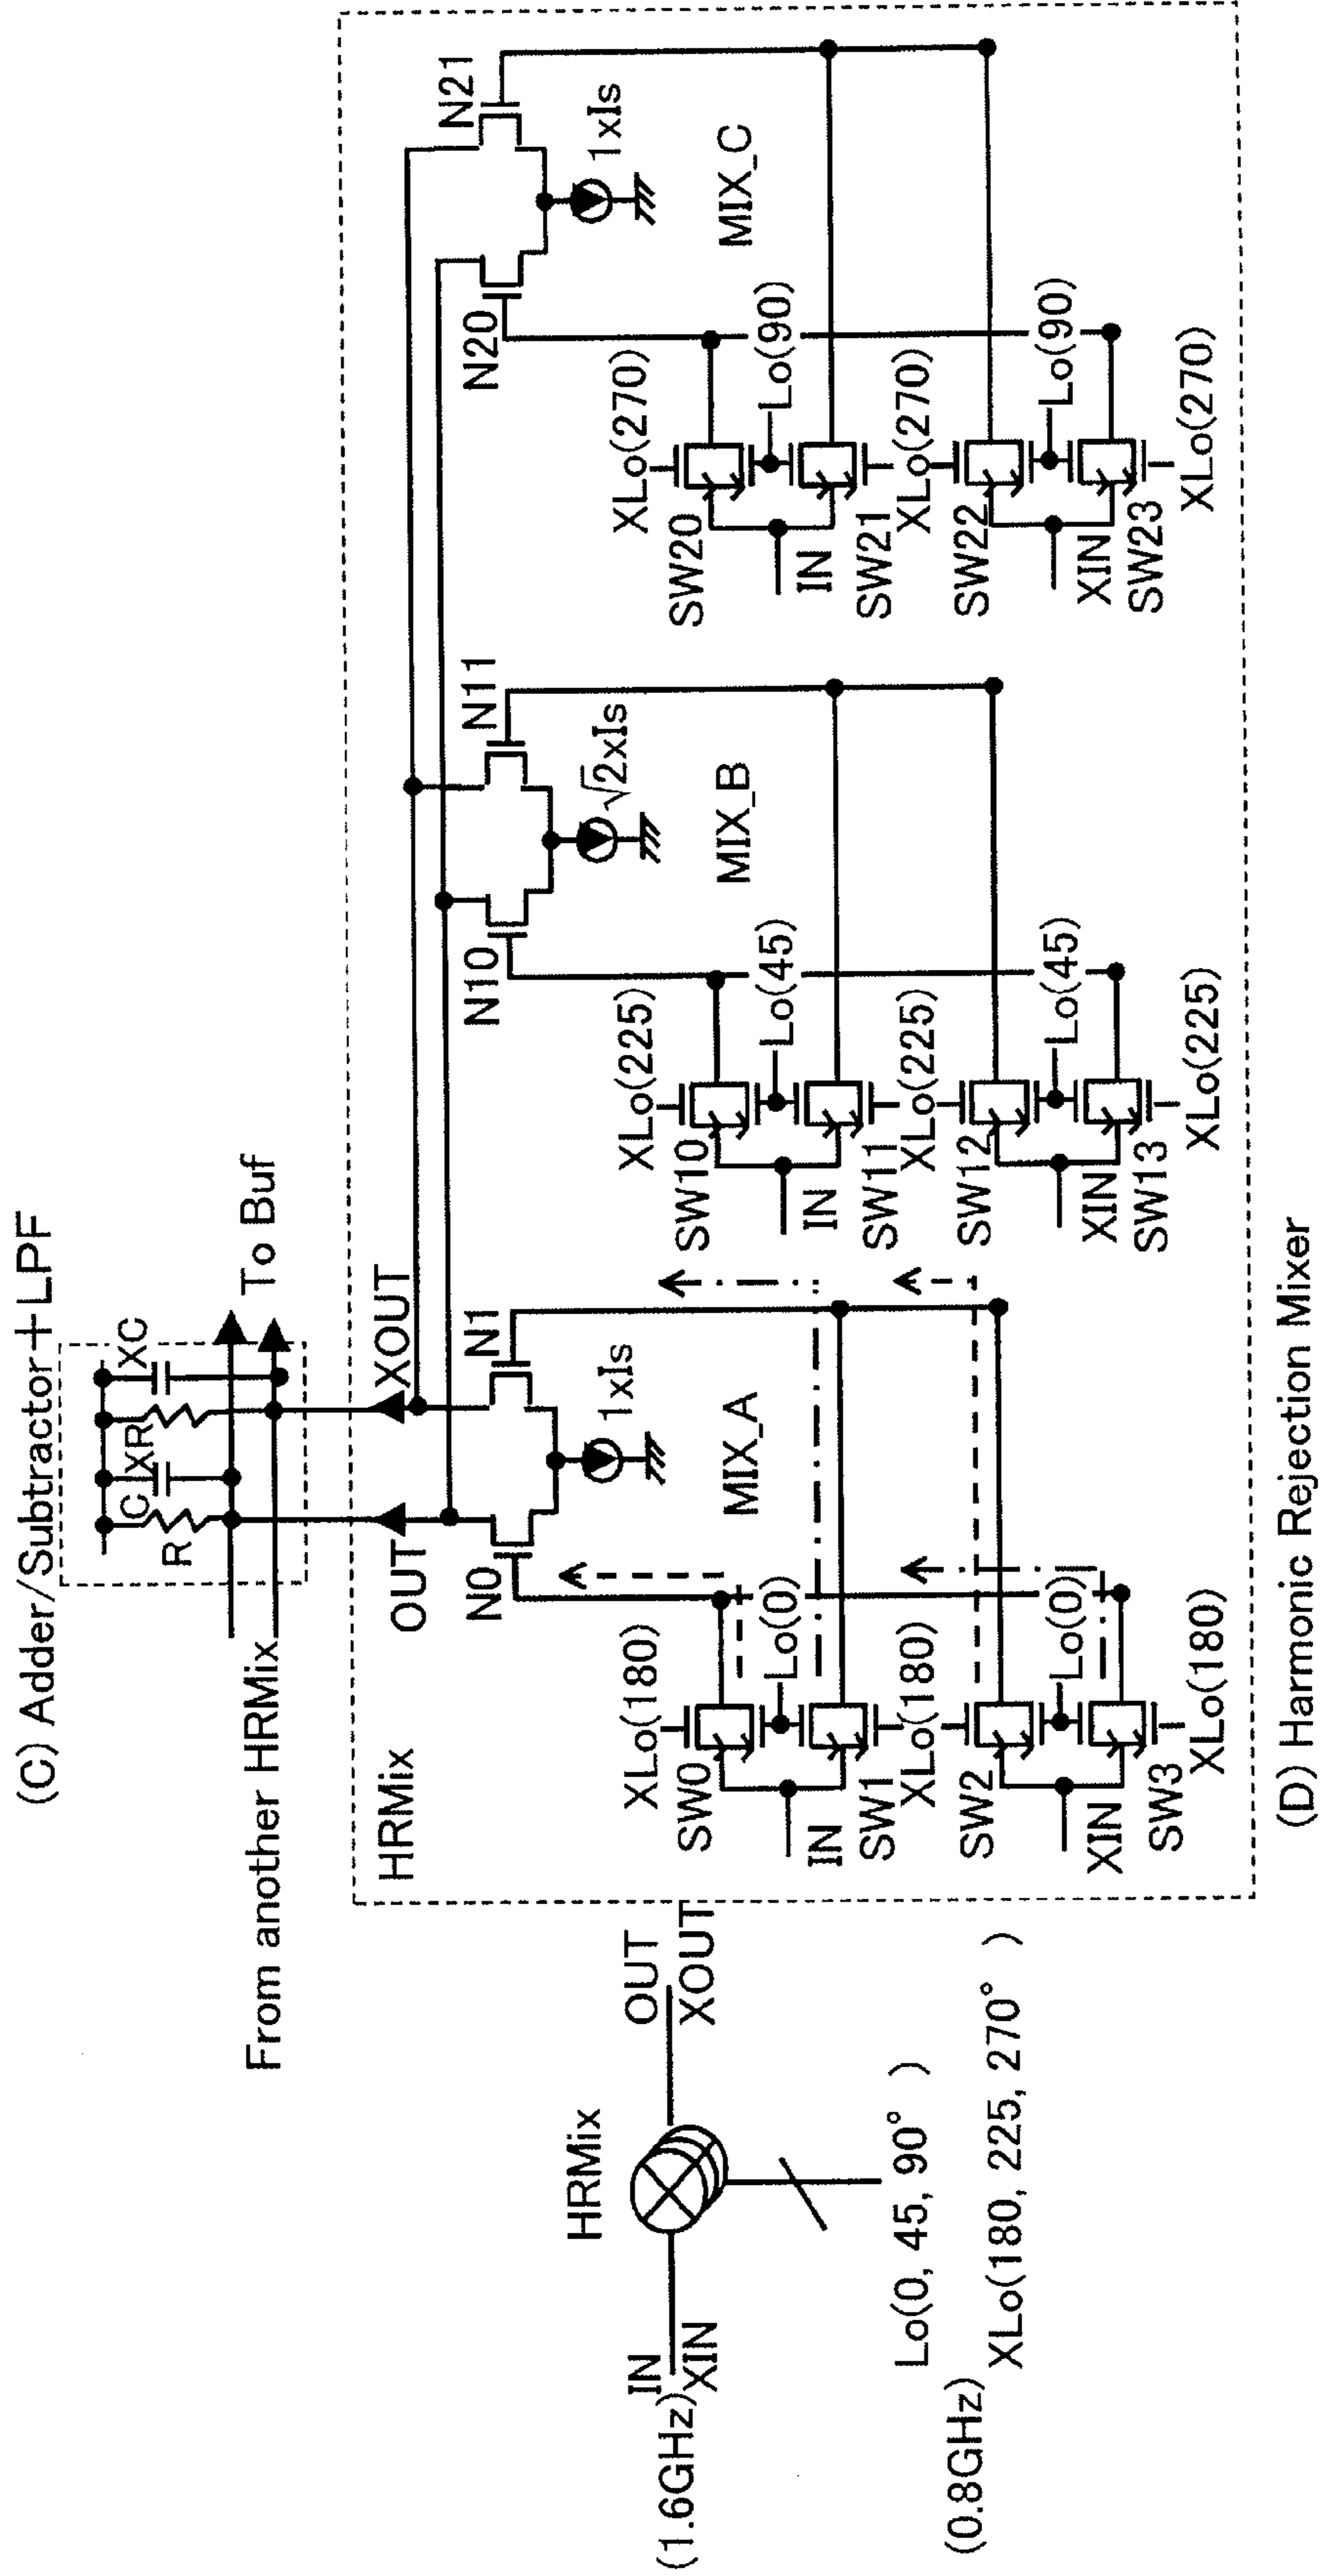 (C) Adder/Subtractor+LPF
From another HRMix
To Buf
R
C
XR
XC
OUT
XOUT
HRMix
N0
N1
1xIs
MIX_A
XLo(180)
SW0
Lo(0)
IN
SW1
XLo(180)
SW2
Lo(0)
XIN
SW3
XLo(180)
N10
N11
√2xIs
MIX_B
XLo(225)
SW10
Lo(45)
IN
SW11
XLo(225)
SW12
Lo(45)
XIN
SW13
XLo(225)
N20
N21
1xIs
MIX_C
XLo(270)
SW20
Lo(90)
IN
SW21
XLo(270)
SW22
Lo(90)
XIN
SW23
XLo(270)
HRMix
IN
XIN
(1.6GHz)
OUT
XOUT
Lo(0, 45, 90° )
(0.8GHz)
XLo(180, 225, 270° )
(D) Harmonic Rejection Mixer